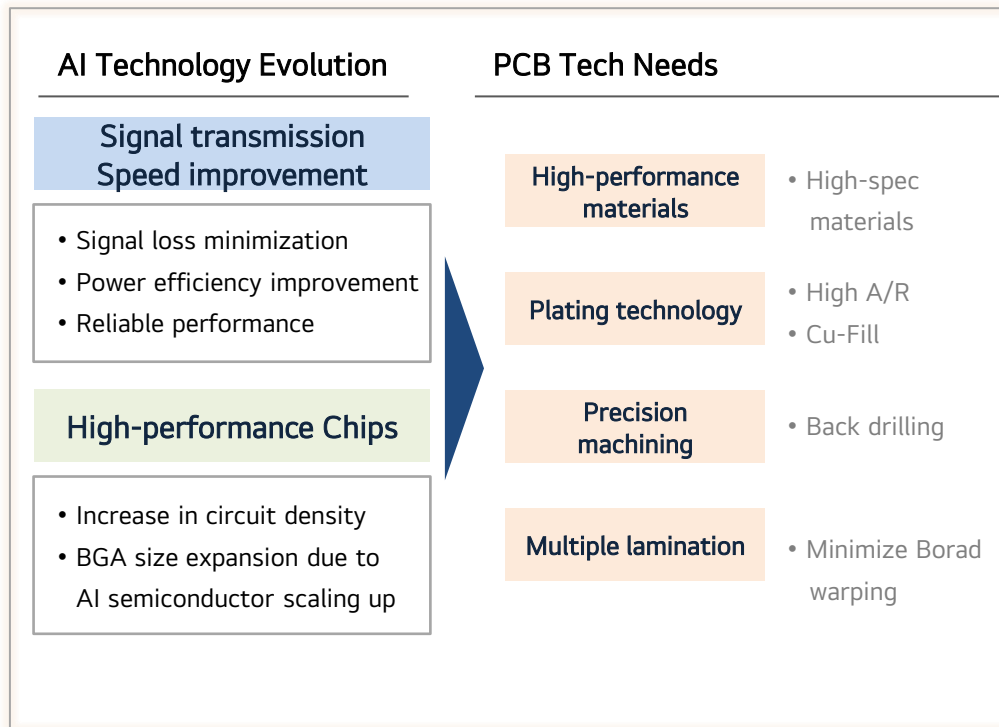 AI Technology Evolution
Signal transmission
Speed improvement
• Signal loss minimization
• Power efficiency improvement
• Reliable performance
High-performance Chips
• Increase in circuit density
• BGA size expansion due to
AI semiconductor scaling up
PCB Tech Needs
High-performance
materials
• High-spec
materials
Plating technology
• High A/R
• Cu-Fill
Precision
machining
• Back drilling
Multiple lamination
• Minimize Borad
warping